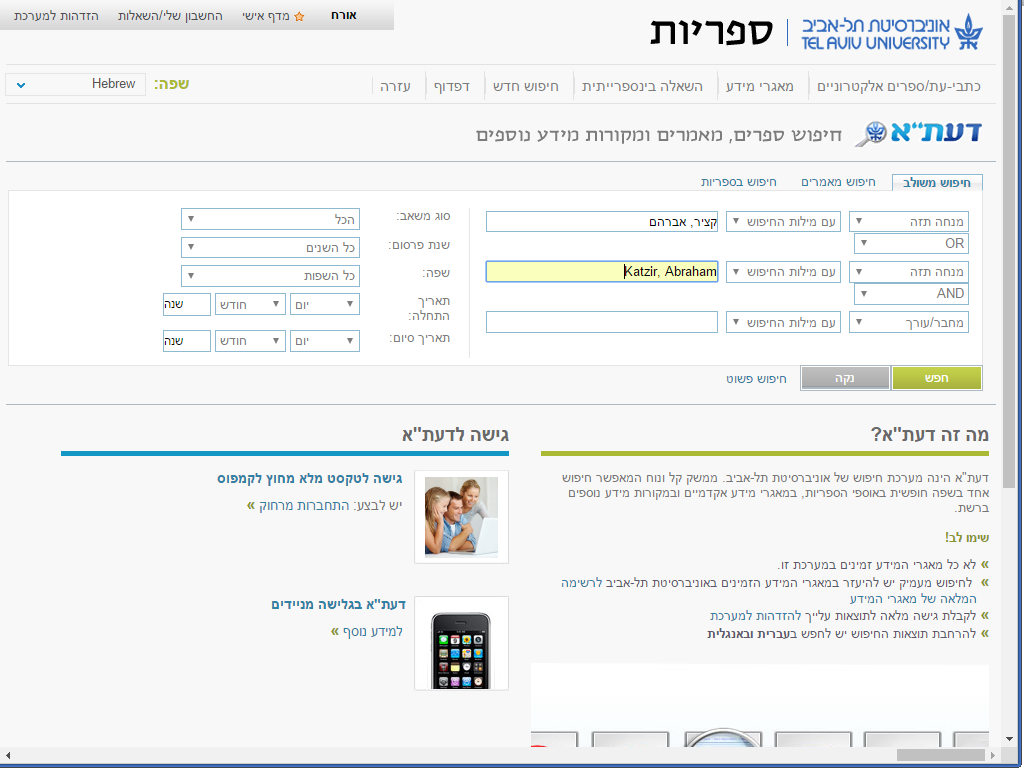 אורח
מדף אישי
החשבון שלי/השאלות
הזדהות למערכת
אוניברסיטת תל-אביב
TEL AVIV UNIVERSITY
ספריות
כתבי-עת/ספרים אלקטרוניים
מאגרי מידע
השאלה בינספרייתית
חיפוש חדש
דפדוף
עזרה
שפה:
Hebrew
דעת"א
חיפוש ספרים, מאמרים ומקורות מידע נוספים
חיפוש משולב
חיפוש מאמרים
חיפוש בספריות
מנחה תזה
עם מילות החיפוש
קציר, אברהם
OR
מנחה תזה
עם מילות החיפוש
Katzir, Abraham
AND
מחבר/עורך
עם מילות החיפוש
סוג משאב:
הכל
שנת פרסום:
כל השנים
שפה:
כל השפות
תאריך
התחלה:
יום
חודש
שנה
תאריך סיום:
יום
חודש
שנה
חפש
נקה
חיפוש פשוט
מה זה דעת"א?
דעת"א הינה מערכת חיפוש של אוניברסיטת תל-אביב. ממשק קל ונוח המאפשר חיפוש
אחד בשפה חופשית באוספי הספריות, במאגרי מידע אקדמיים ובמקורות מידע נוספים
ברשת.
שימו לב!
» לא כל מאגרי המידע זמינים במערכת זו.
» לחיפוש מעמיק יש להיעזר במאגרי המידע הזמינים באוניברסיטת תל-אביב לרשימה
המלאה של מאגרי המידע
» לקבלת גישה מלאה לתוצאות עלייך להזדהות למערכת
» להרחבת תוצאות החיפוש יש לחפש בעברית ובאנגלית
גישה לדעת"א
גישה לטקסט מלא מחוץ לקמפוס
יש לבצע: התחברות מרחוק »
דעת"א בגלישה מניידים
למידע נוסף »